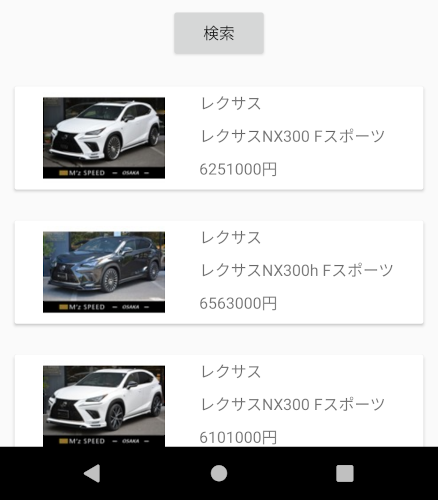 検索
レクサス
レクサスNX300 Fスポーツ
6251000円
M'z SPEED — OSAKA —
レクサス
レクサスNX300h Fスポーツ
6563000円
M'z SPEED — OSAKA —
レクサス
レクサスNX300 Fスポーツ
6101000円
M'z SPEED — OSAKA —